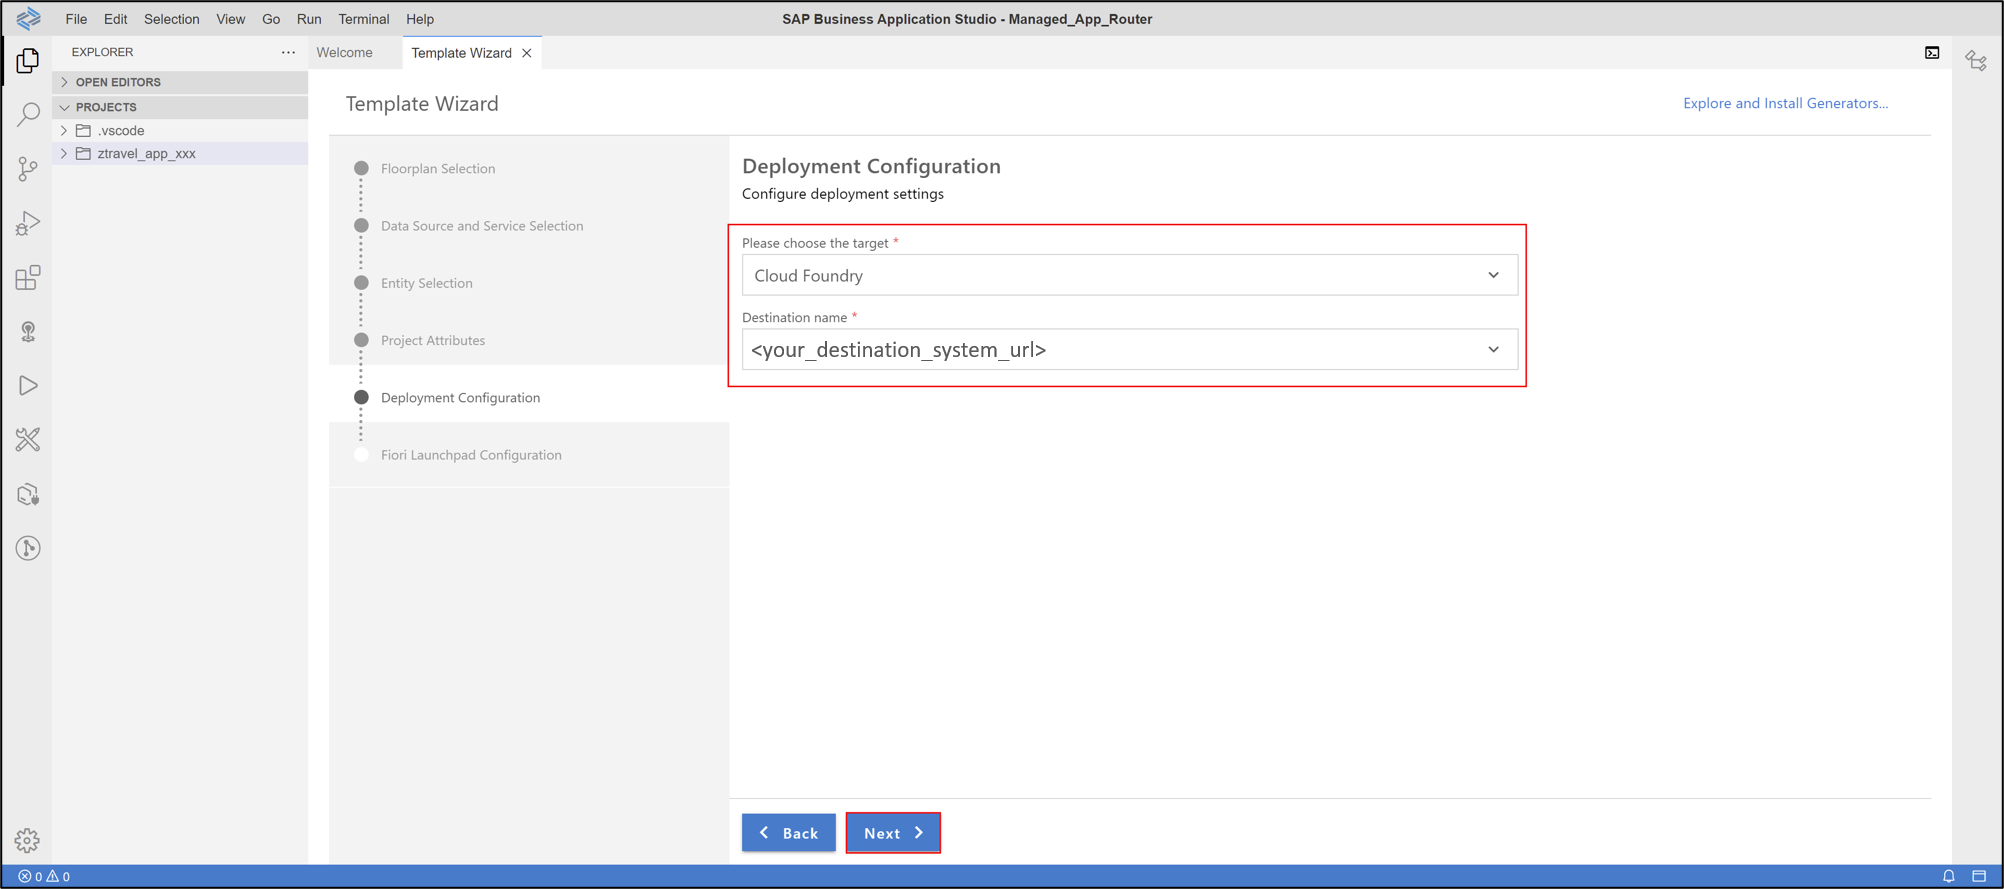 File Edit Selection View Go Run Terminal Help
SAP Business Application Studio - Managed_App_Router
EXPLORER
OPEN EDITORS
PROJECTS
.vscode
ztravel_app_xxx
Welcome
Template Wizard
Template Wizard
Explore and Install Generators...
Floorplan Selection
Data Source and Service Selection
Entity Selection
Project Attributes
Deployment Configuration
Fiori Launchpad Configuration
Deployment Configuration
Configure deployment settings
Please choose the target *
Cloud Foundry
Destination name *
<your_destination_system_url>
Back
Next
0 0